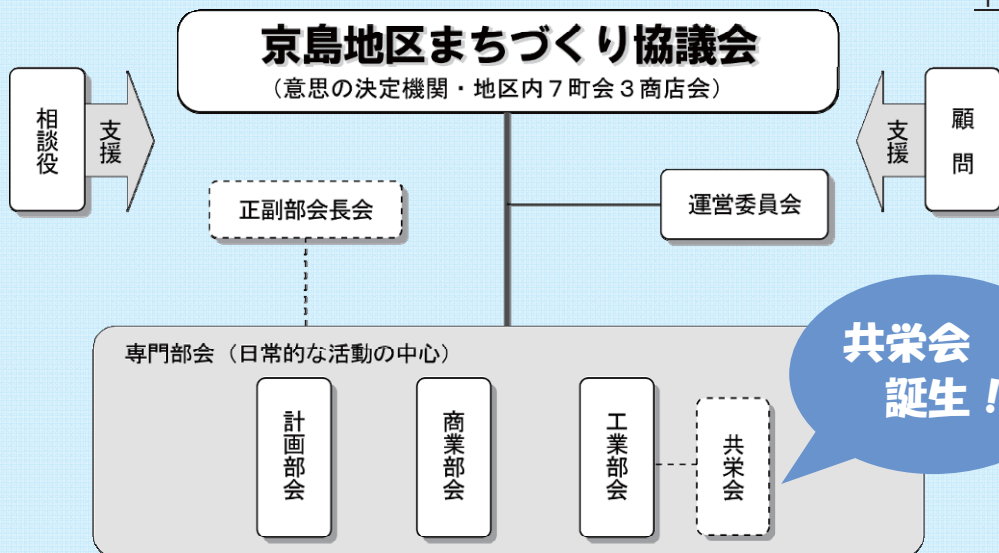 京島地区まちづくり協議会
(意思の決定機関・地区内7町会3商店会)
相談役
支援
支援
顧問
正副部会長会
運営委員会
専門部会(日常的な活動の中心)
計画部会
商業部会
工業部会
共栄会
共栄会
誕生!